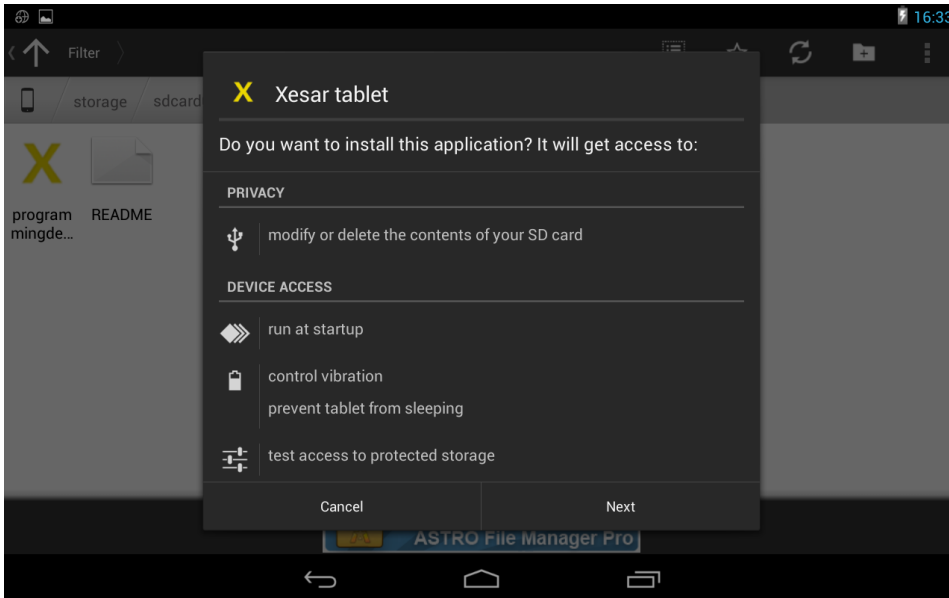 16:33
Filter
storage
sdcard
program
mingde...
README
X Xesar tablet
Do you want to install this application? It will get access to:
PRIVACY
modify or delete the contents of your SD card
DEVICE ACCESS
run at startup
control vibration
prevent tablet from sleeping
test access to protected storage
Cancel
Next
ASTRO File Manager Pro